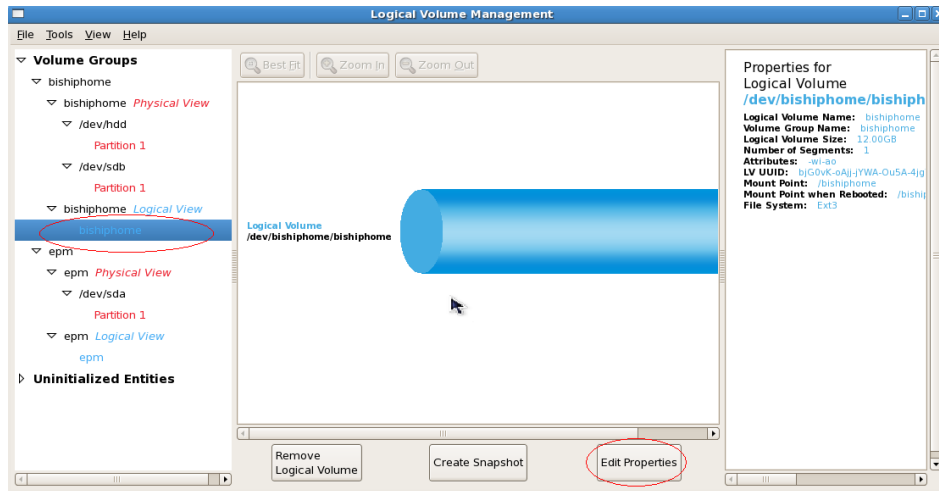 Logical Volume Management
File Tools View Help
Volume Groups
bishiphome
bishiphome Physical View
/dev/hdd
Partition 1
/dev/sdb
Partition 1
bishiphome Logical View
bishiphome
epm
epm Physical View
/dev/sda
Partition 1
epm Logical View
epm
Uninitialized Entities
Best Fit Zoom In Zoom Out
Logical Volume
/dev/bishiphome/bishiphome
Remove
Logical Volume
Create Snapshot
Edit Properties
Properties for
Logical Volume
/dev/bishiphome/bishiph
Logical Volume Name: bishiphome
Volume Group Name: bishiphome
Logical Volume Size: 12.00GB
Number of Segments: 1
Attributes: -wi-ao
LV UUID: bjG0vK-oAjj-jYWA-Ou5A-4jg
Mount Point: /bishiphome
Mount Point when Rebooted: /biship
File System: Ext3